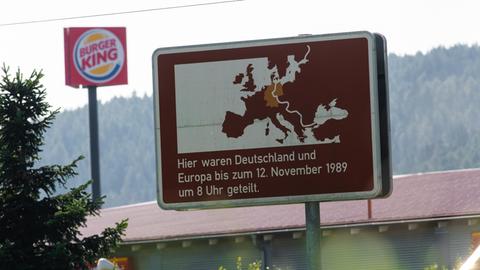 BURGER
KING
Hier waren Deutschland und
Europa bis zum 12. November 1989
um 8 Uhr geteilt.